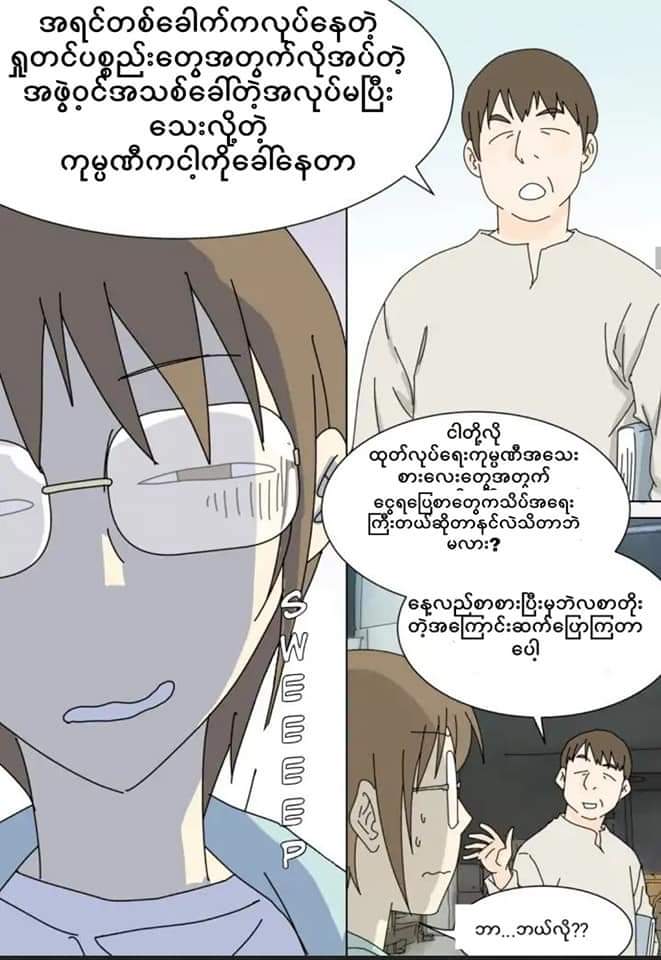 အရင်တစ်ခေါက်ကလုပ်နေတဲ့
ရှုတင်ပစ္စည်းတွေအတွက်လိုအပ်တဲ့
အဖွဲ့ဝင်အသစ်ခေါ်တဲ့အလုပ်မပြီး
သေးလို့တဲ့
ကုမ္ပဏီကငါ့ကိုခေါ်နေတာ
ငါတို့လို
ထုတ်လုပ်ရေးကုမ္ပဏီအသေး
စားလေးတွေအတွက်
ငွေရပြေစာတွေကသိပ်အရေး
ကြီးတယ်ဆိုတာနင်လဲသိတာဘဲ
မလား?
နေ့လည်စာစားပြီးမှဘဲလစာတိုး
တဲ့အကြောင်းဆက်ပြောကြတာ
ပေါ့
SWEEEEEP
ဘာ...ဘယ်လို??